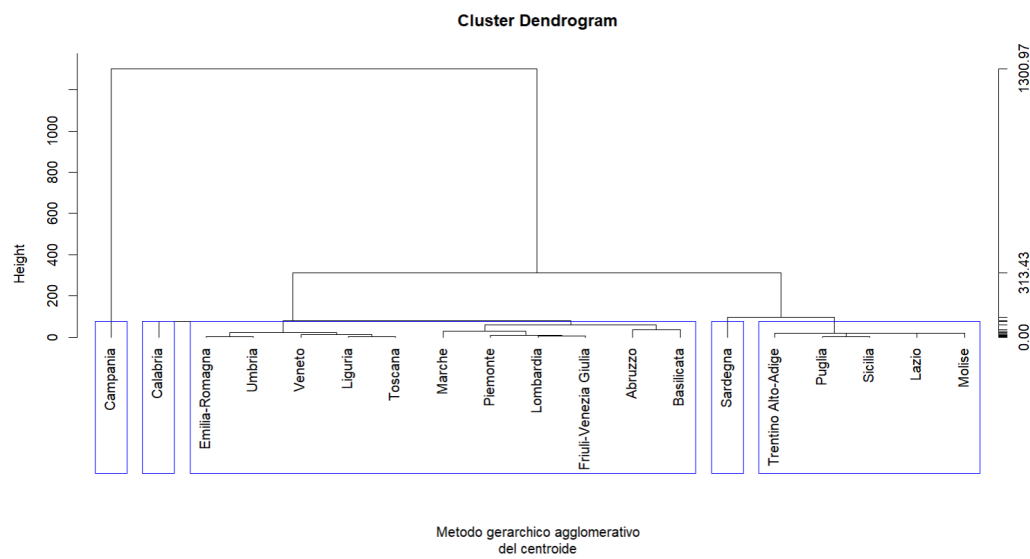 Cluster Dendrogram
Height
0
200
400
600
800
1000
0.00
313.43
1300.97
Campania
Calabria
Emilia-Romagna
Umbria
Veneto
Liguria
Toscana
Marche
Piemonte
Lombardia
Friuli-Venezia Giulia
Abruzzo
Basilicata
Sardegna
Trentino Alto-Adige
Puglia
Sicilia
Lazio
Molise
Metodo gerarchico agglomerativo
del centroide